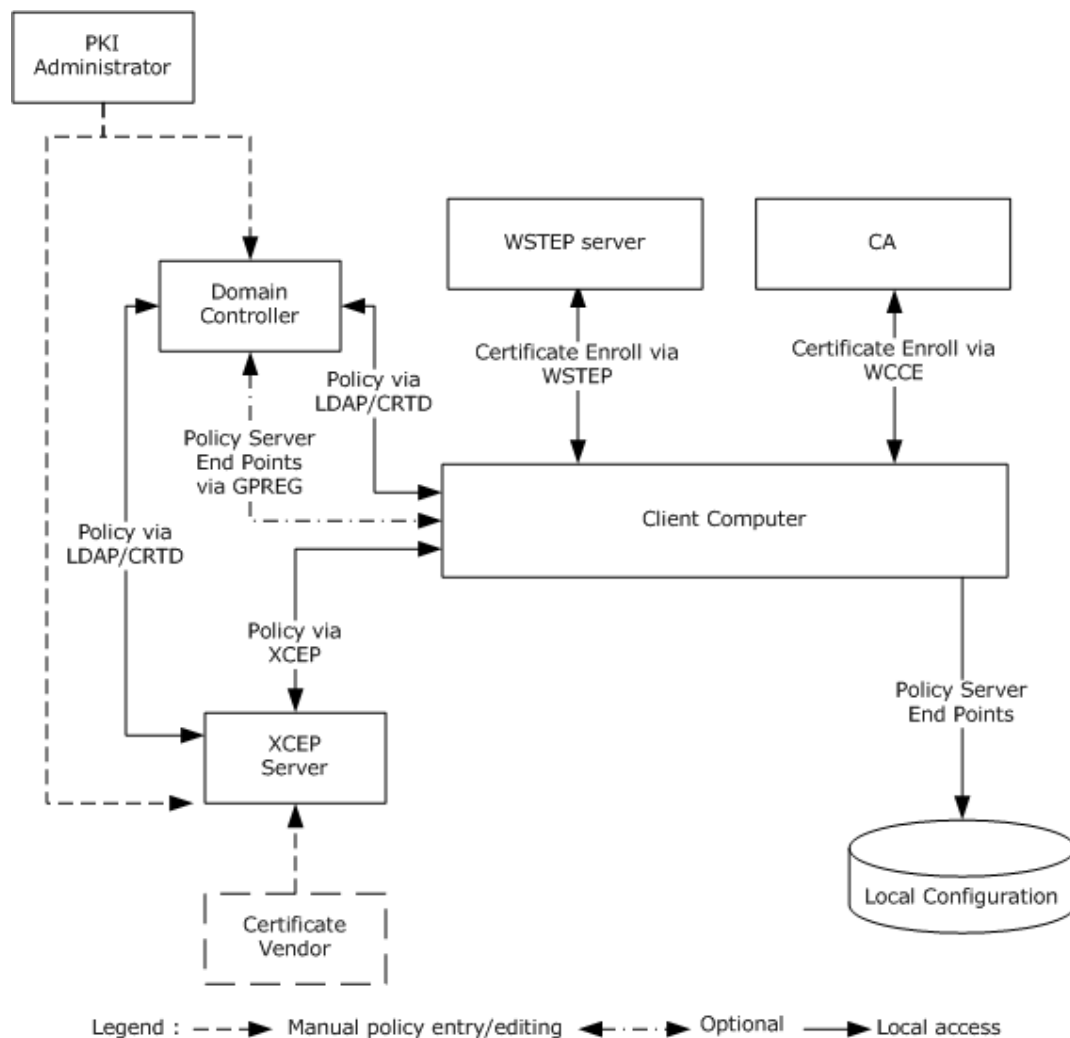 PKI
Administrator
WSTEP server
CA
Domain
Controller
Certificate Enroll via
WSTEP
Certificate Enroll via
WCCE
Policy via
LDAP/CRTD
Policy Server
End Points
via GPREG
Client Computer
Policy via
LDAP/CRTD
Policy via
XCEP
Policy Server
End Points
XCEP
Server
Local Configuration
Certificate
Vendor
Legend : Manual policy entry/editing Optional Local access